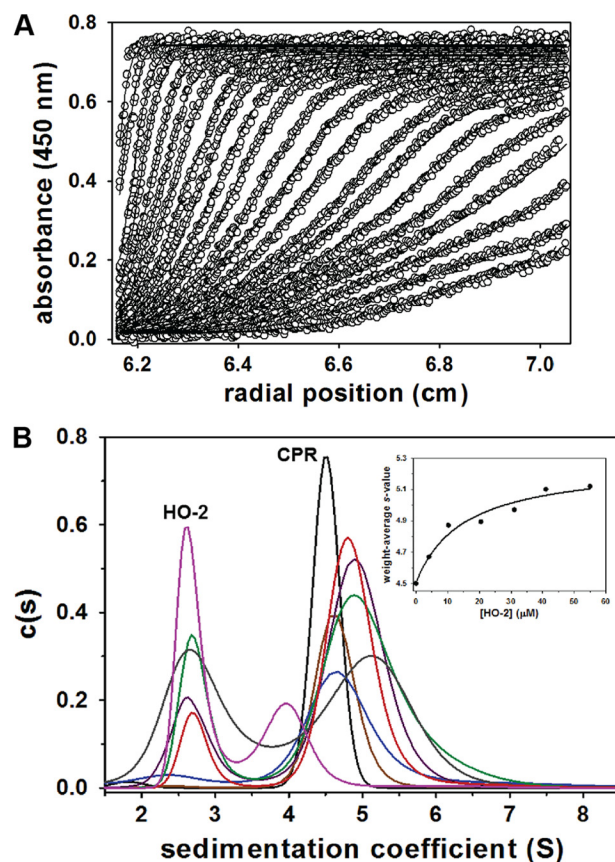 A
0.8
0.6
0.4
0.2
0.0
absorbance (450 nm)
6.2 6.4 6.6 6.8 7.0
radial position (cm)
B
0.8
0.6
0.4
0.2
0.0
c(s)
HO-2
CPR
5.3
5.1
4.9
4.7
4.5
weight-average s-value
0 10 20 30 40 50 60
[HO-2] (µM)
2 3 4 5 6 7 8
sedimentation coefficient (S)